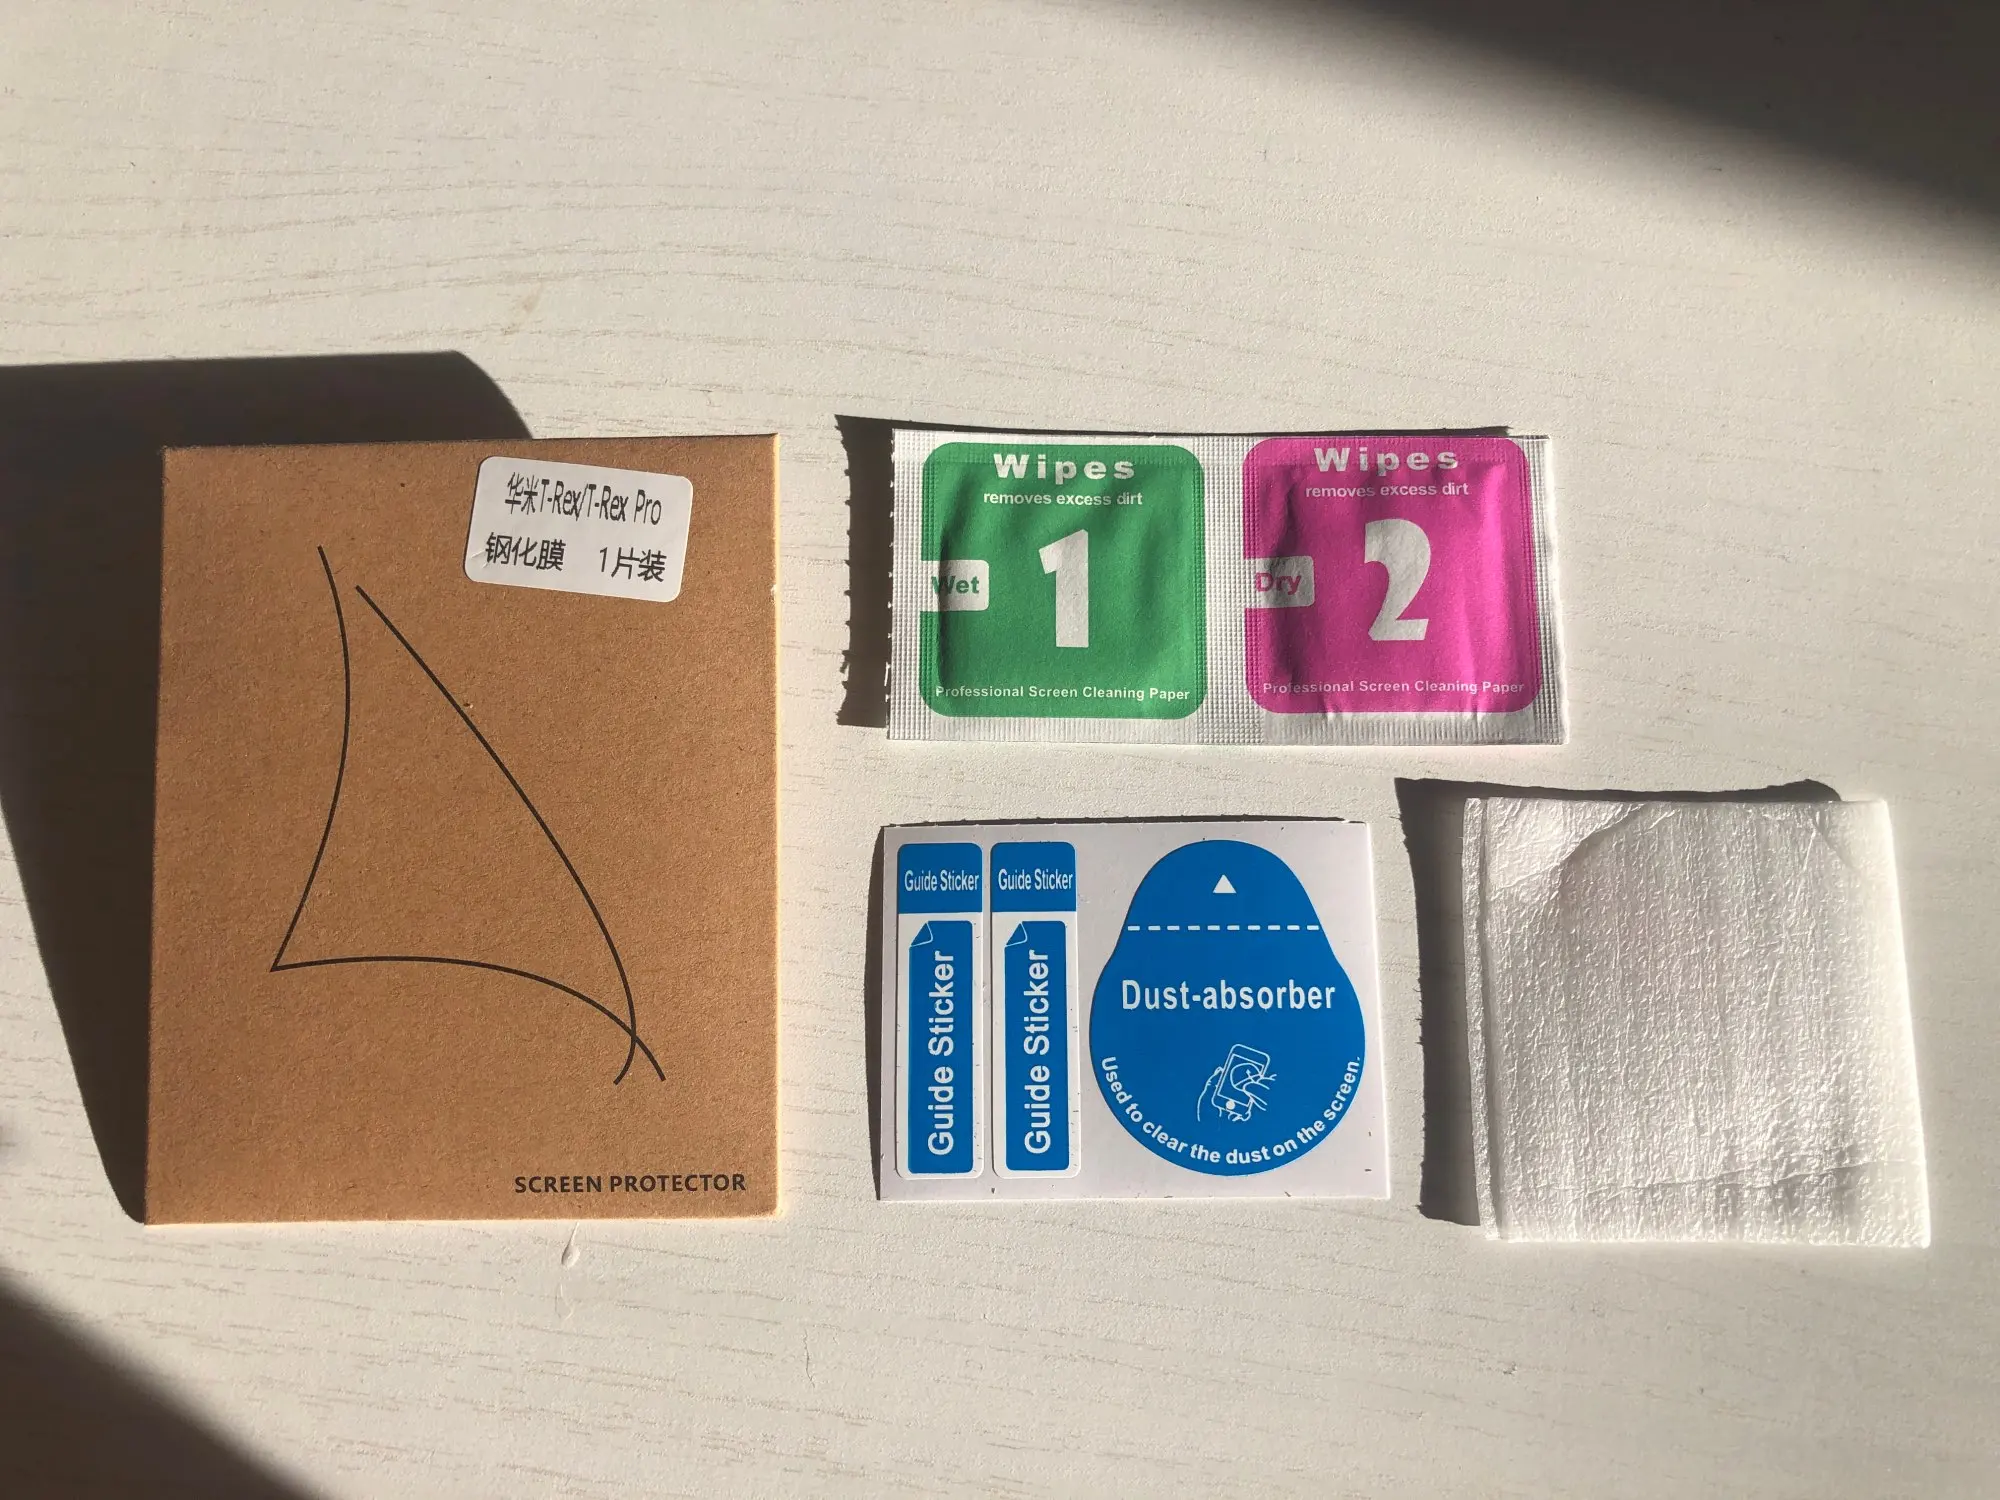 华米T-Rex/T-Rex Pro
钢化膜 1片装
SCREEN PROTECTOR
Wipes
removes excess dirt
Wet
1
Professional Screen Cleaning Paper
Wipes
removes excess dirt
Dry
2
Professional Screen Cleaning Paper
Guide Sticker
Guide Sticker
Guide Sticker
Guide Sticker
Dust-absorber
Used to clear the dust on the screen.